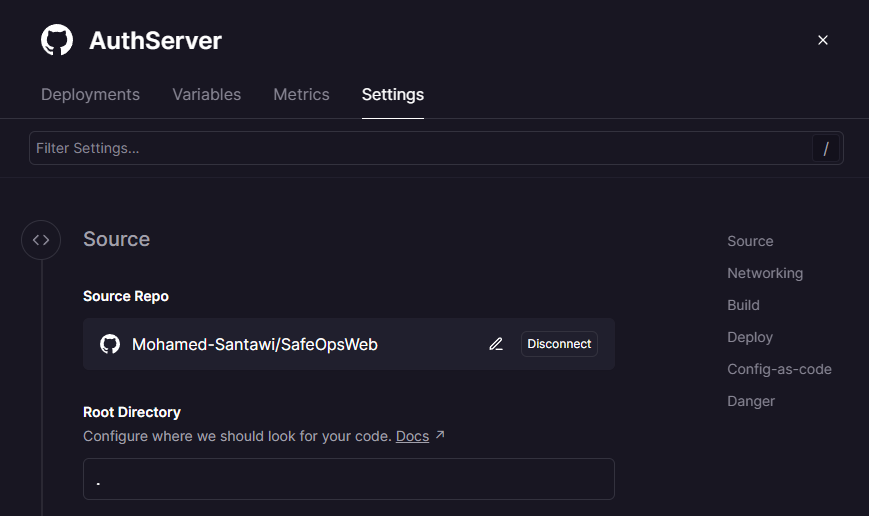 AuthServer
Deployments Variables Metrics Settings
Filter Settings... /
Source
Source Repo
Mohamed-Santawi/SafeOpsWeb Disconnect
Root Directory
Configure where we should look for your code. Docs ↗
.
Source
Networking
Build
Deploy
Config-as-code
Danger